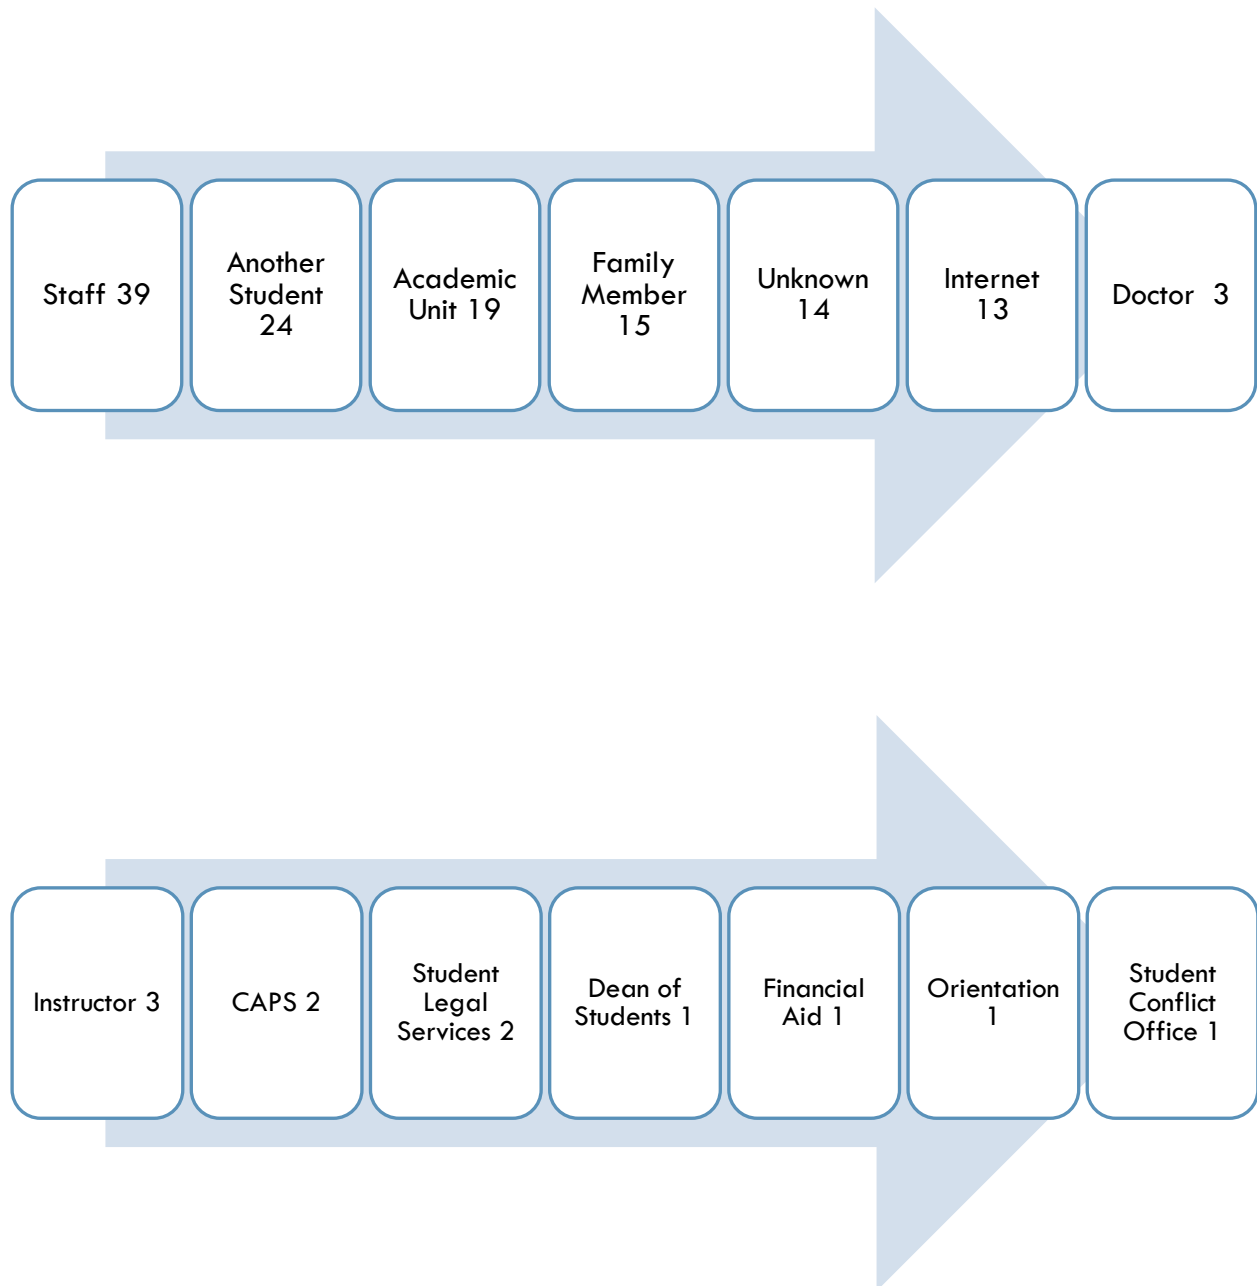 Staff 39
Another
Student
24
Academic
Unit 19
Family
Member
15
Unknown
14
Internet
13
Doctor  3
Instructor 3
CAPS 2
Student
Legal
Services 2
Dean of
Students 1
Financial
Aid 1
Orientation
1
Student
Conflict
Office 1